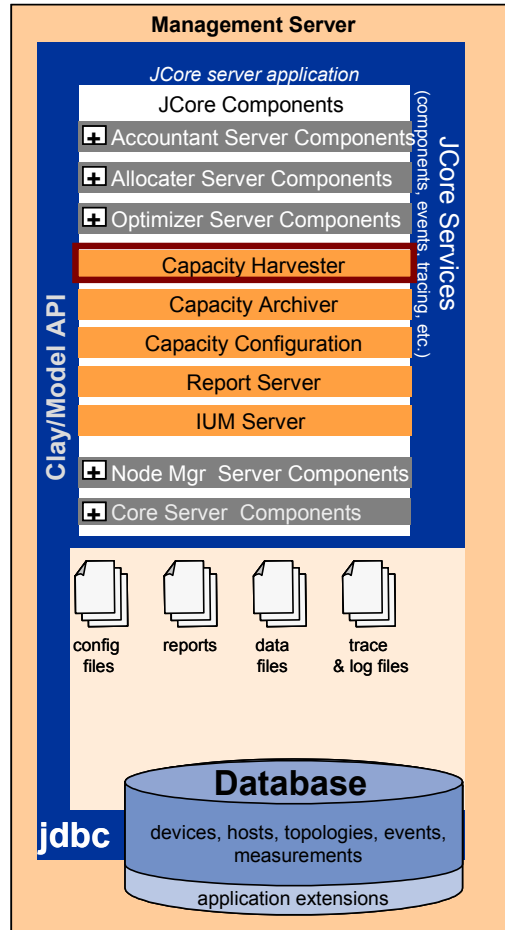 Management Server
JCore server application
JCore Components
+ Accountant Server Components
+ Allocater Server Components
+ Optimizer Server Components
Capacity Harvester
Capacity Archiver
Capacity Configuration
Report Server
IUM Server
+ Node Mgr Server Components
+ Core Server Components
JCore Services
(components, events tracing, etc.)
Clay/Model API
config
files
reports
data
files
trace
& log files
Database
jdbc
devices, hosts, topologies, events,
measurements
application extensions